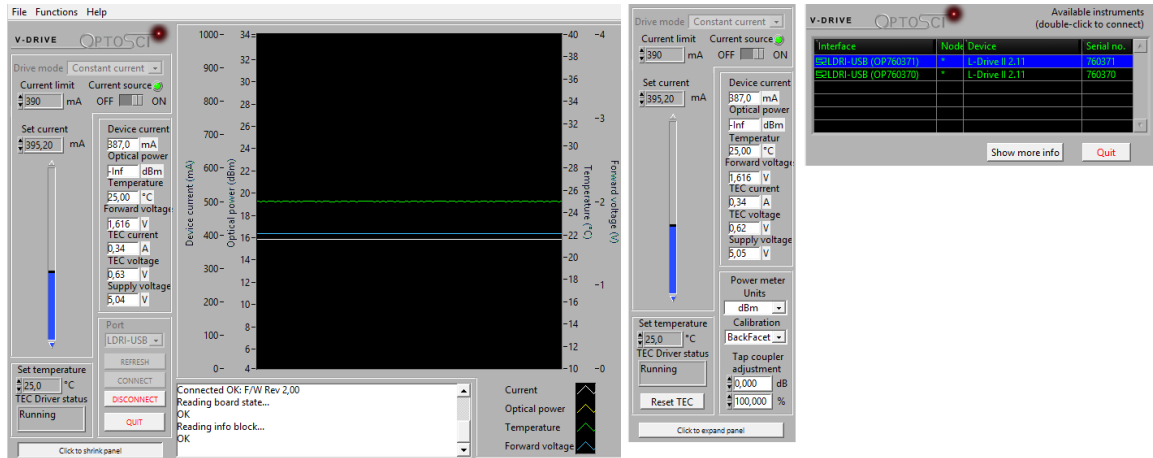 File Functions Help
V-DRIVE OPTOSCI
Drive mode Constant current
Current limit Current source
390 mA OFF ON
Set current
395,20 mA
Device current
387,0 mA
Optical power
-Inf dBm
Temperature
25,00 °C
Forward voltage
1,616 V
TEC current
0,34 A
TEC voltage
0,63 V
Supply voltage
5,04 V
Port
LDRI-USB
REFRESH
CONNECT
DISCONNECT
QUIT
Set temperature
25,0 °C
TEC Driver status
Running
Click to shrink panel
Device current (mA)
1000
900
800
700
600
500
400
300
200
100
0
Optical power (dBm)
34
32
30
28
26
24
22
20
18
16
14
12
10
8
6
4
40
38
36
34
32
30
28
26
24
22
20
18
16
14
12
10
Temperature (°C)
4
3
2
1
0
Forward voltage (V)
Connected OK: F/W Rev 2,00
Reading board state...
OK
Reading info block...
OK
Current
Optical power
Temperature
Forward voltage
Drive mode Constant current
Current limit Current source
390 mA OFF ON
Set current
395,20 mA
Device current
387,0 mA
Optical power
-Inf dBm
Temperatur
25,00 °C
Forward voltage
1,616 V
TEC current
0,34 A
TEC voltage
0,62 V
Supply voltage
5,05 V
Power meter
Units
dBm
Calibration
BackFacet
Tap coupler
adjustment
0,000 dB
100,000 %
Set temperature
25,0 °C
TEC Driver status
Running
Reset TEC
Click to expand panel
V-DRIVE OPTOSCI
Available instruments
(double-click to connect)
Interface Node Device Serial no.
LDRI-USB (OP760371) * L-Drive II 2.11 760371
LDRI-USB (OP760370) * L-Drive II 2.11 760370
Show more info Quit